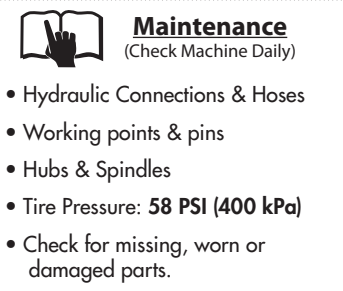 Maintenance
(Check Machine Daily)
• Hydraulic Connections & Hoses
• Working points & pins
• Hubs & Spindles
• Tire Pressure: 58 PSI (400 kPa)
• Check for missing, worn or
damaged parts.